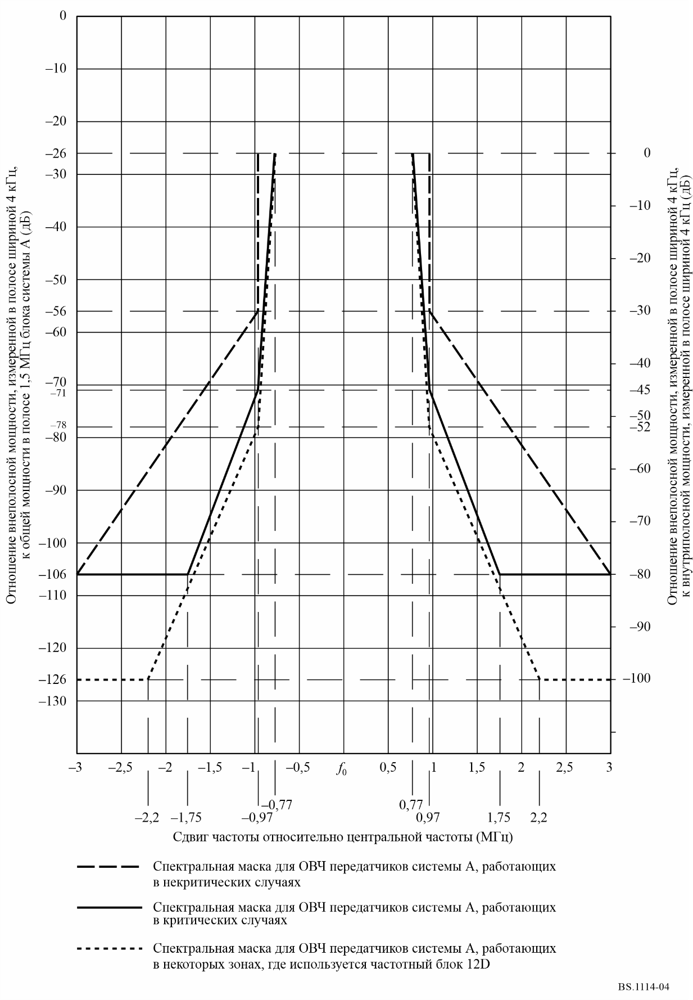 Отношение внеполосной мощности, измеренной в полосе шириной 4 кГц,
к общей мощности в полосе 1,5 МГц блока системы А (дБ)
0
–10
–20
–26
–30
–40
–50
–56
–60
–70
–71
–78
–80
–90
–100
–106
–110
–120
–126
–130
0
–10
–20
–30
–40
–45
–50
–52
–60
–70
–80
–90
–100
Отношение внеполосной мощности, измеренной в полосе шириной 4 кГц,
к внутриполосной мощности, измеренной в полосе шириной 4 кГц (дБ)
–3 –2,5 –2 –1,5 –1 –0,5 f0 0,5 1 1,5 2 2,5 3
–0,77 0,77
–2,2 –1,75 –0,97 0,97 1,75 2,2
Сдвиг частоты относительно центральной частоты (МГц)
Спектральная маска для ОВЧ передатчиков системы А, работающих
в некритических случаях
Спектральная маска для ОВЧ передатчиков системы А, работающих
в критических случаях
Спектральная маска для ОВЧ передатчиков системы А, работающих
в некоторых зонах, где используется частотный блок 12D
BS.1114-04